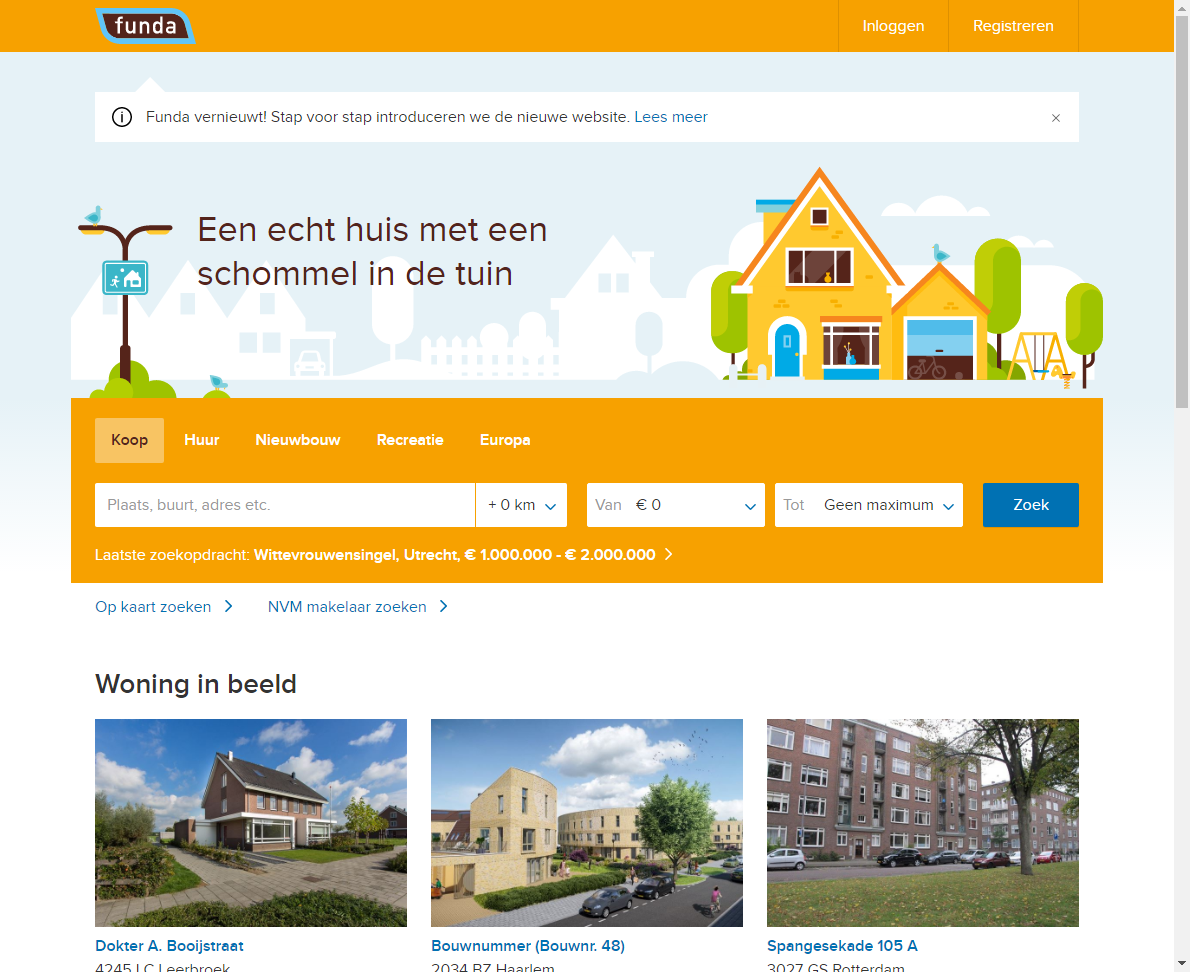 funda
Inloggen
Registreren
Funda vernieuwt! Stap voor stap introduceren we de nieuwe website. Lees meer
Een echt huis met een
schommel in de tuin
Koop
Huur
Nieuwbouw
Recreatie
Europa
Plaats, buurt, adres etc.
+ 0 km
Van € 0
Tot Geen maximum
Zoek
Laatste zoekopdracht: Wittevrouwensingel, Utrecht, € 1.000.000 - € 2.000.000
Op kaart zoeken
NVM makelaar zoeken
Woning in beeld
Dokter A. Booijstraat
Bouwnummer (Bouwnr. 48)
Spangesekade 105 A
4245 LC Leerbroek
2034 BZ Haarlem
3027 GS Rotterdam